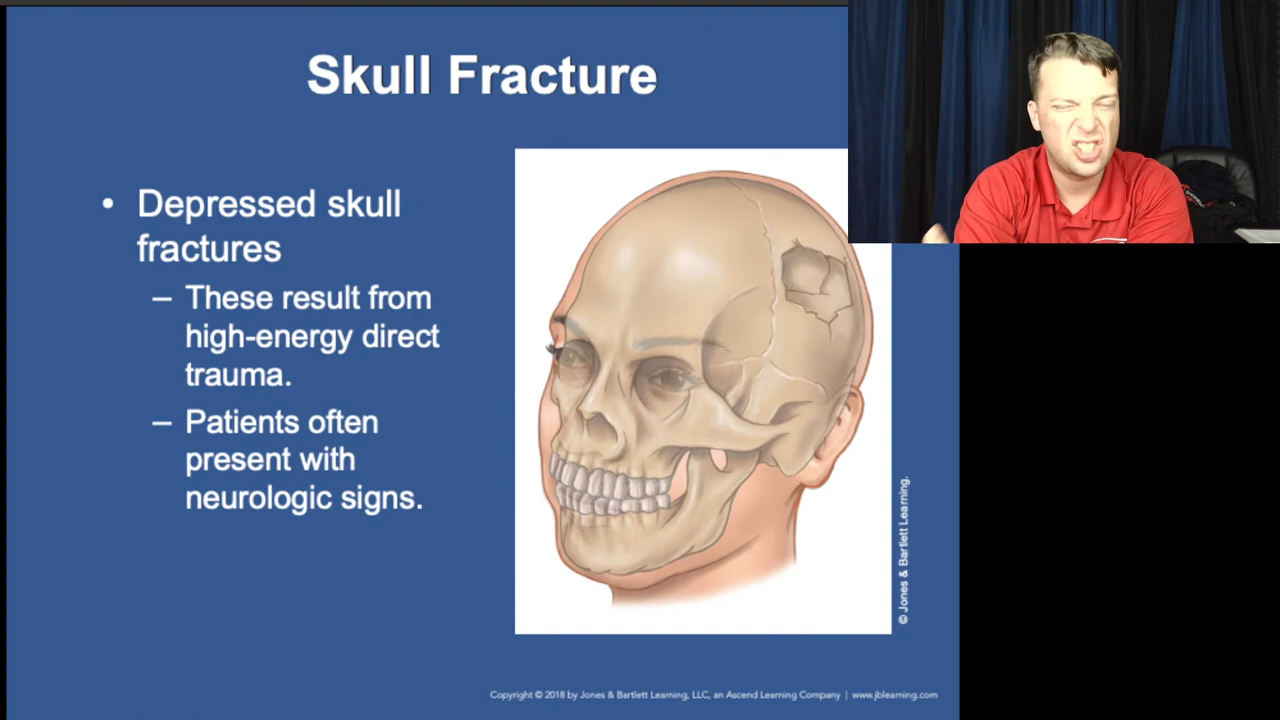 Skull Fracture
• Depressed skull
fractures
– These result from
high-energy direct
trauma.
– Patients often
present with
neurologic signs.
© Jones & Bartlett Learning.
Copyright © 2018 by Jones & Bartlett Learning, LLC, an Ascend Learning Company | www.jblearning.com